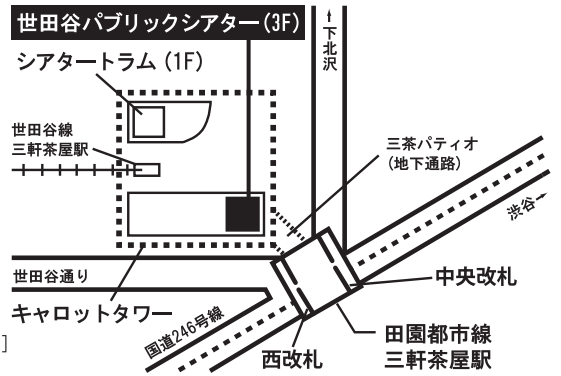 世田谷パブリックシアター(3F)
シアタートラム(1F)
↑下北沢
世田谷線
三軒茶屋駅
三茶パティオ
(地下通路)
渋谷→
世田谷通り
中央改札
キャロットタワー
国道246号線
田園都市線
三軒茶屋駅
西改札
]